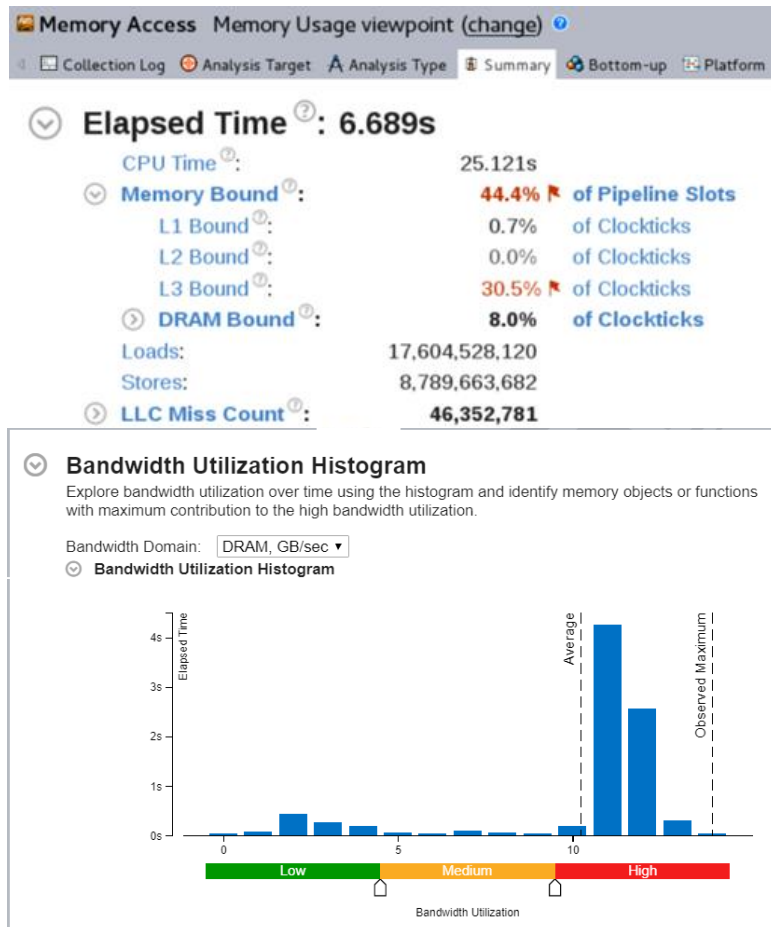 Memory Access Memory Usage viewpoint (change) ?
Collection Log Analysis Target Analysis Type Summary Bottom-up Platform
Elapsed Time ?: 6.689s
CPU Time ?: 25.121s
Memory Bound ?: 44.4% of Pipeline Slots
L1 Bound ?: 0.7% of Clockticks
L2 Bound ?: 0.0% of Clockticks
L3 Bound ?: 30.5% of Clockticks
DRAM Bound ?: 8.0% of Clockticks
Loads: 17,604,528,120
Stores: 8,789,663,682
LLC Miss Count ?: 46,352,781
Bandwidth Utilization Histogram
Explore bandwidth utilization over time using the histogram and identify memory objects or functions
with maximum contribution to the high bandwidth utilization.
Bandwidth Domain: DRAM, GB/sec
Bandwidth Utilization Histogram
Elapsed Time
4s
3s
2s
1s
0s
Average
Observed Maximum
0 5 10
Low Medium High
Bandwidth Utilization